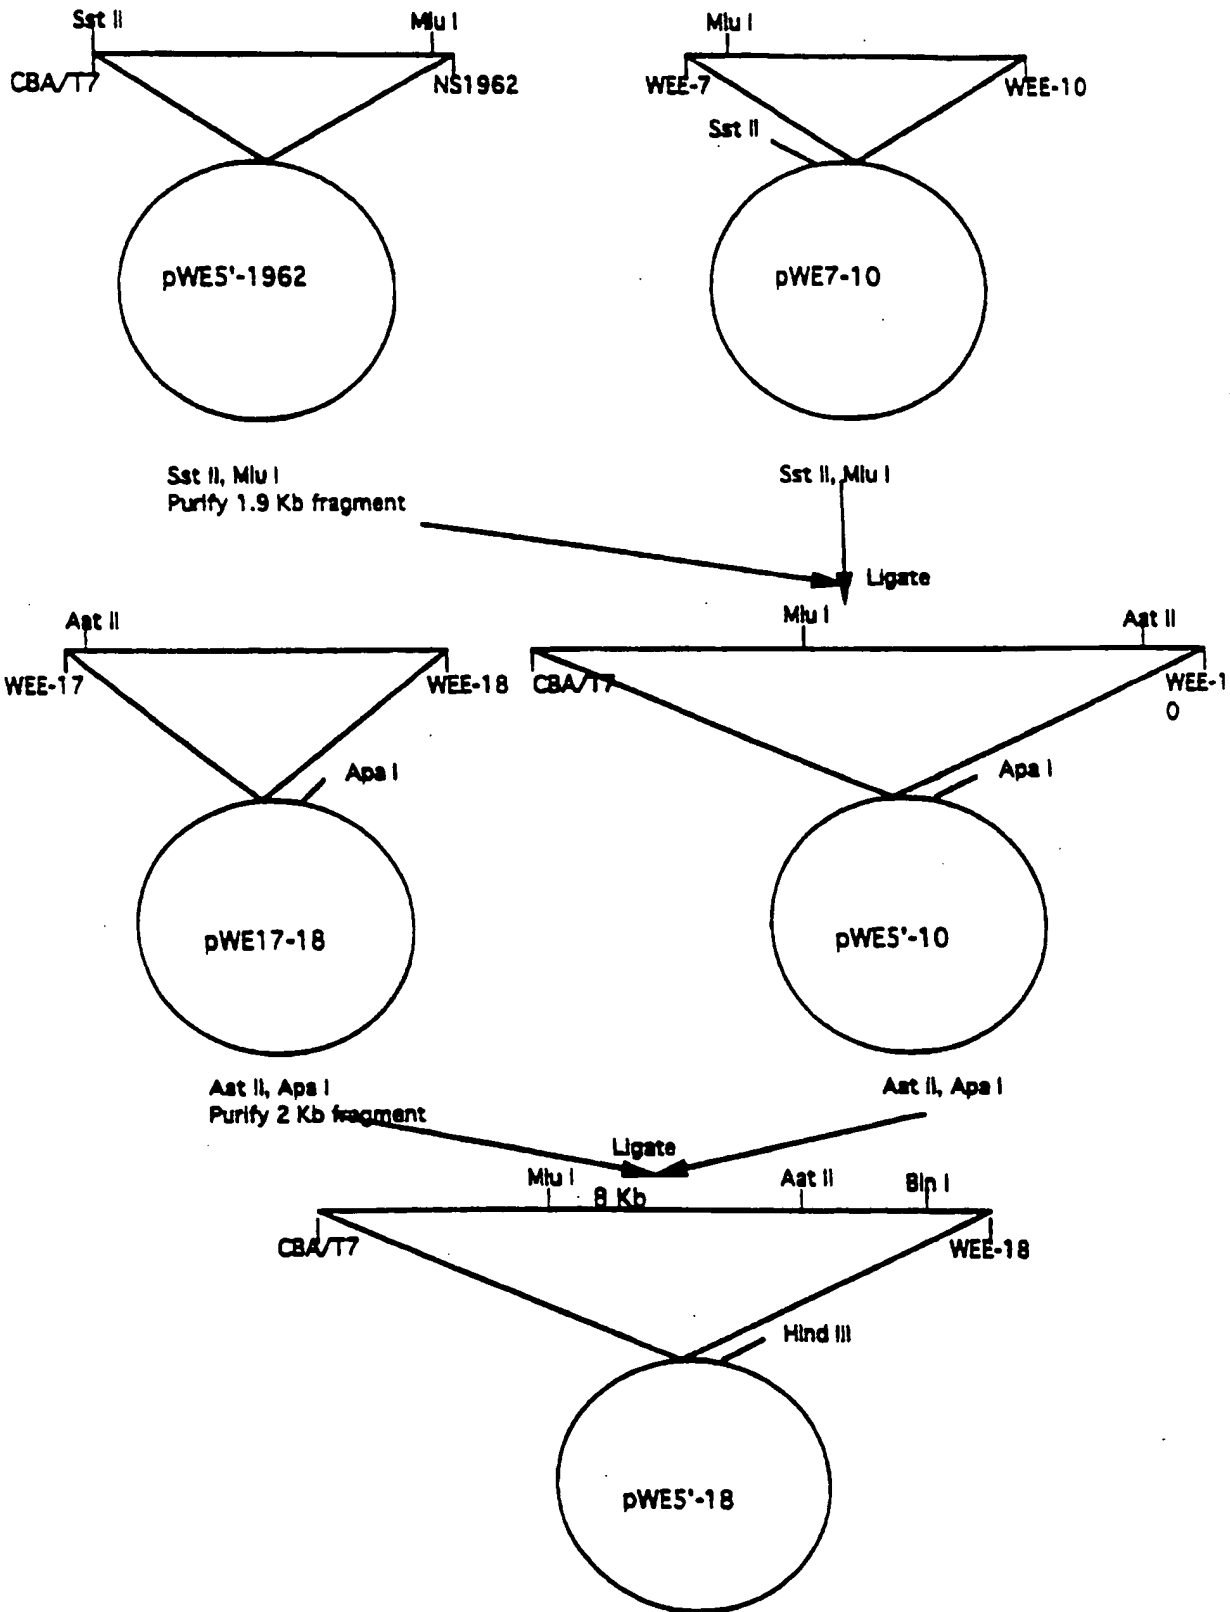 Sst II
Mlu I
CBA/T7
NS1962
Mlu I
WEE-7
WEE-10
Sst II
pWE5'-1962
pWE7-10
Sst II, Mlu I
Purify 1.9 Kb fragment
Sst II, Mlu I
Ligate
Aat II
WEE-17
WEE-18
Mlu I
Aat II
CBA/T7
WEE-1
0
Apa I
Apa I
pWE17-18
pWE5'-10
Aat II, Apa I
Purify 2 Kb fragment
Aat II, Apa I
Ligate
Mlu I
8 Kb
Aat II
Bln I
CBA/T7
WEE-18
Hind III
pWE5'-18